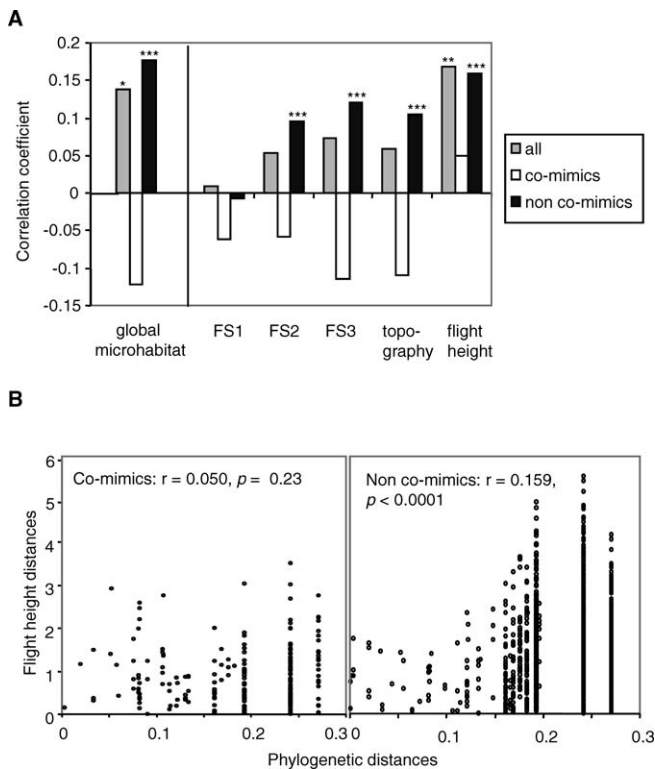 A
0.2
0.15
0.1
0.05
0
-0.05
-0.1
-0.15
Correlation coefficient
*
***
***
***
***
**
***
all
co-mimics
non co-mimics
global
microhabitat
FS1
FS2
FS3
topo-
graphy
flight
height
B
Co-mimics: r = 0.050, p = 0.23
Non co-mimics: r = 0.159,
p < 0.0001
Flight height distances
6
5
4
3
2
1
0
0
0.1
0.2
0.3
0.1
0.2
0.3
Phylogenetic distances